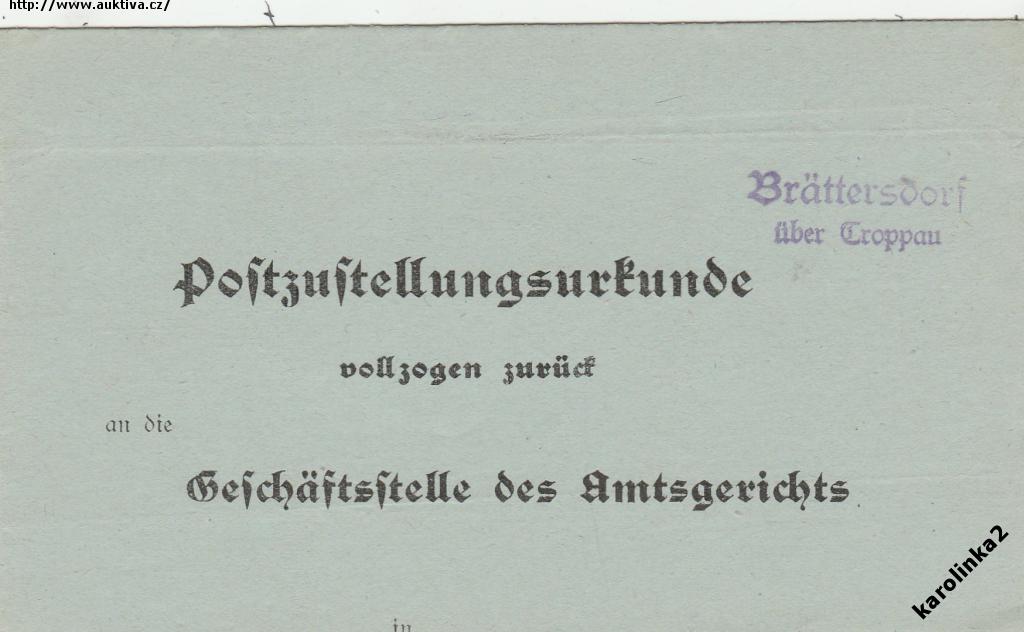 http://www.auktiva.cz/
Brättersdorf
über Troppau
Postzustellungsurkunde
vollzogen zurück
an die
Geschäftsstelle des Amtsgerichts
in
karolinka2